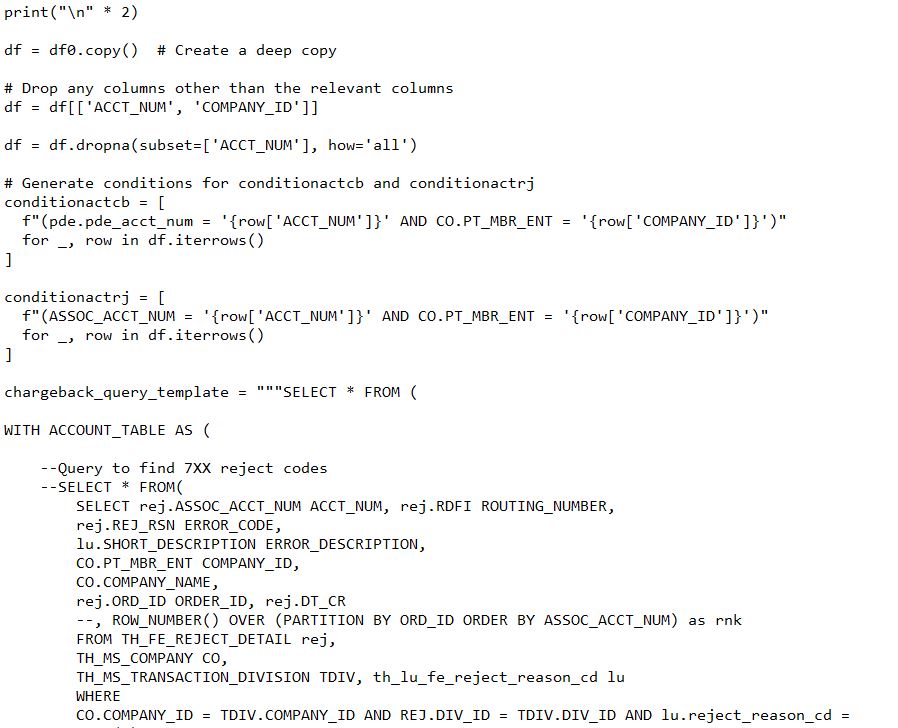 print("\n" * 2)
df = df0.copy()  # Create a deep copy
# Drop any columns other than the relevant columns
df = df[['ACCT_NUM', 'COMPANY_ID']]
df = df.dropna(subset=['ACCT_NUM'], how='all')
# Generate conditions for conditionactcb and conditionactrj
conditionactcb = [
  f"(pde.pde_acct_num = '{row['ACCT_NUM']}' AND CO.PT_MBR_ENT = '{row['COMPANY_ID']}')"
  for _, row in df.iterrows()
]
conditionactrj = [
  f"(ASSOC_ACCT_NUM = '{row['ACCT_NUM']}' AND CO.PT_MBR_ENT = '{row['COMPANY_ID']}')"
  for _, row in df.iterrows()
]
chargeback_query_template = """SELECT * FROM (
WITH ACCOUNT_TABLE AS (
    --Query to find 7XX reject codes
    --SELECT * FROM(
        SELECT rej.ASSOC_ACCT_NUM ACCT_NUM, rej.RDFI ROUTING_NUMBER,
        rej.REJ_RSN ERROR_CODE,
        lu.SHORT_DESCRIPTION ERROR_DESCRIPTION,
        CO.PT_MBR_ENT COMPANY_ID,
        CO.COMPANY_NAME,
        rej.ORD_ID ORDER_ID, rej.DT_CR
        --, ROW_NUMBER() OVER (PARTITION BY ORD_ID ORDER BY ASSOC_ACCT_NUM) as rnk
        FROM TH_FE_REJECT_DETAIL rej,
        TH_MS_COMPANY CO,
        TH_MS_TRANSACTION_DIVISION TDIV, th_lu_fe_reject_reason_cd lu
        WHERE
        CO.COMPANY_ID = TDIV.COMPANY_ID AND REJ.DIV_ID = TDIV.DIV_ID AND lu.reject_reason_cd =